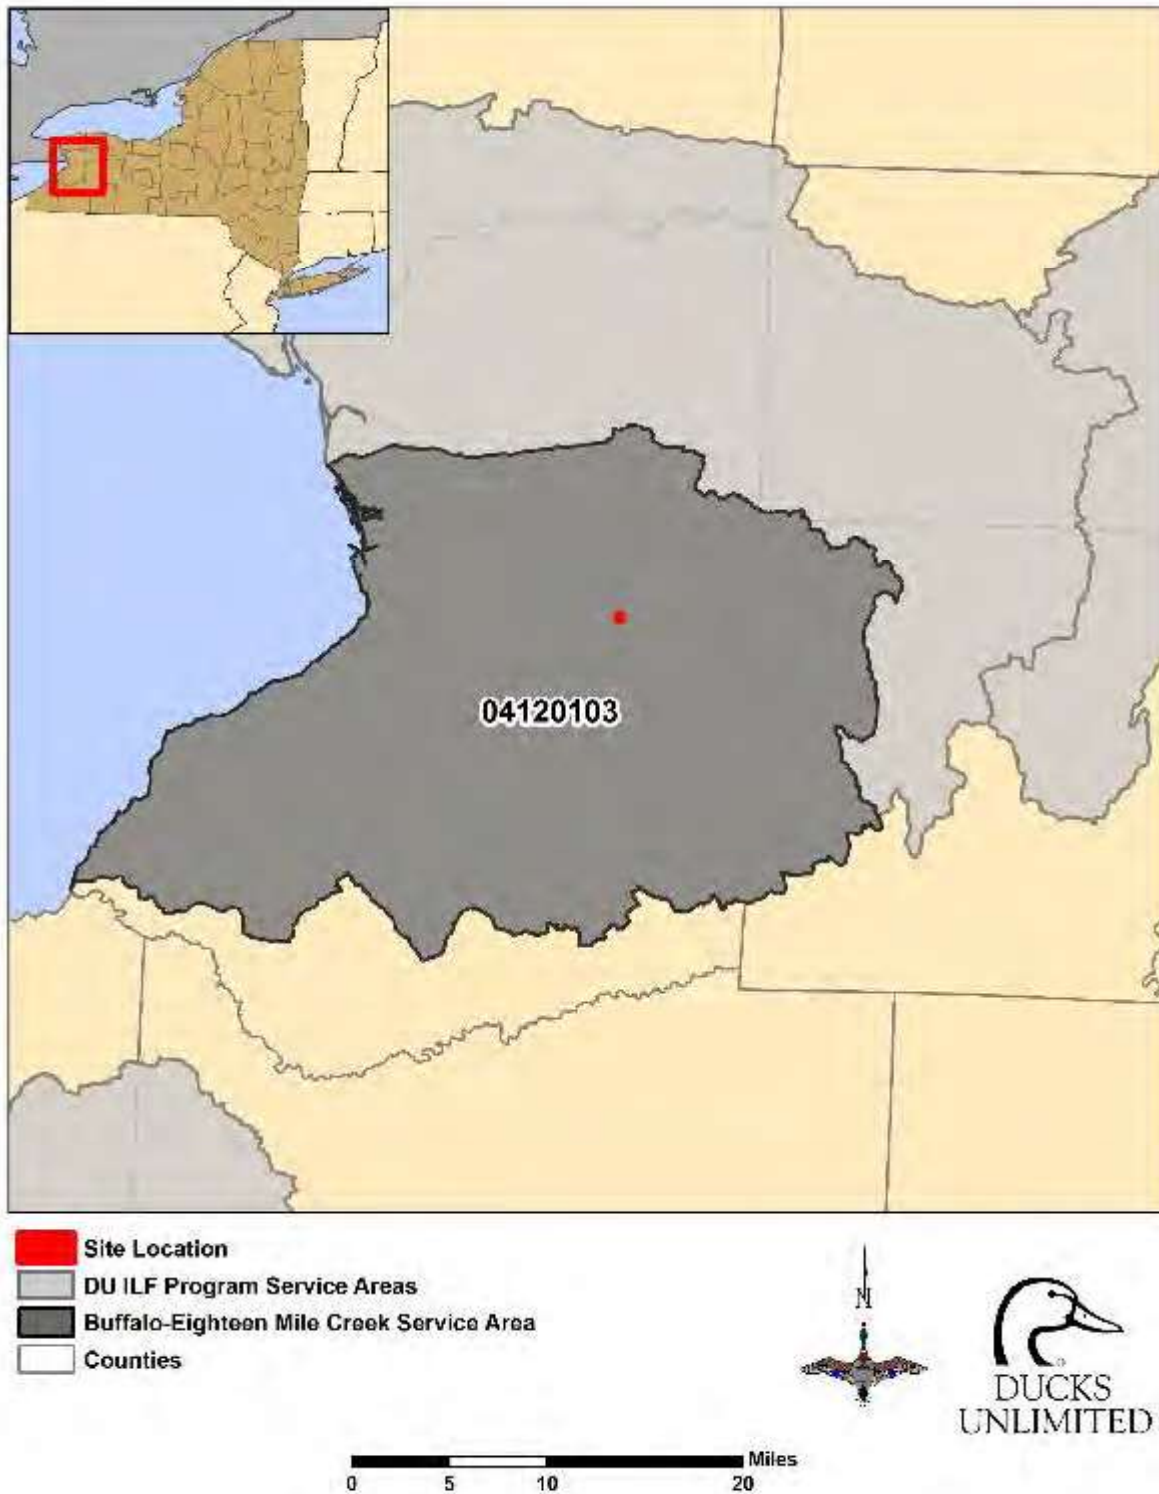 04120103
Site Location
DU ILF Program Service Areas
Buffalo-Eighteen Mile Creek Service Area
Counties
N
DUCKS
UNLIMITED
Miles
0 5 10 20